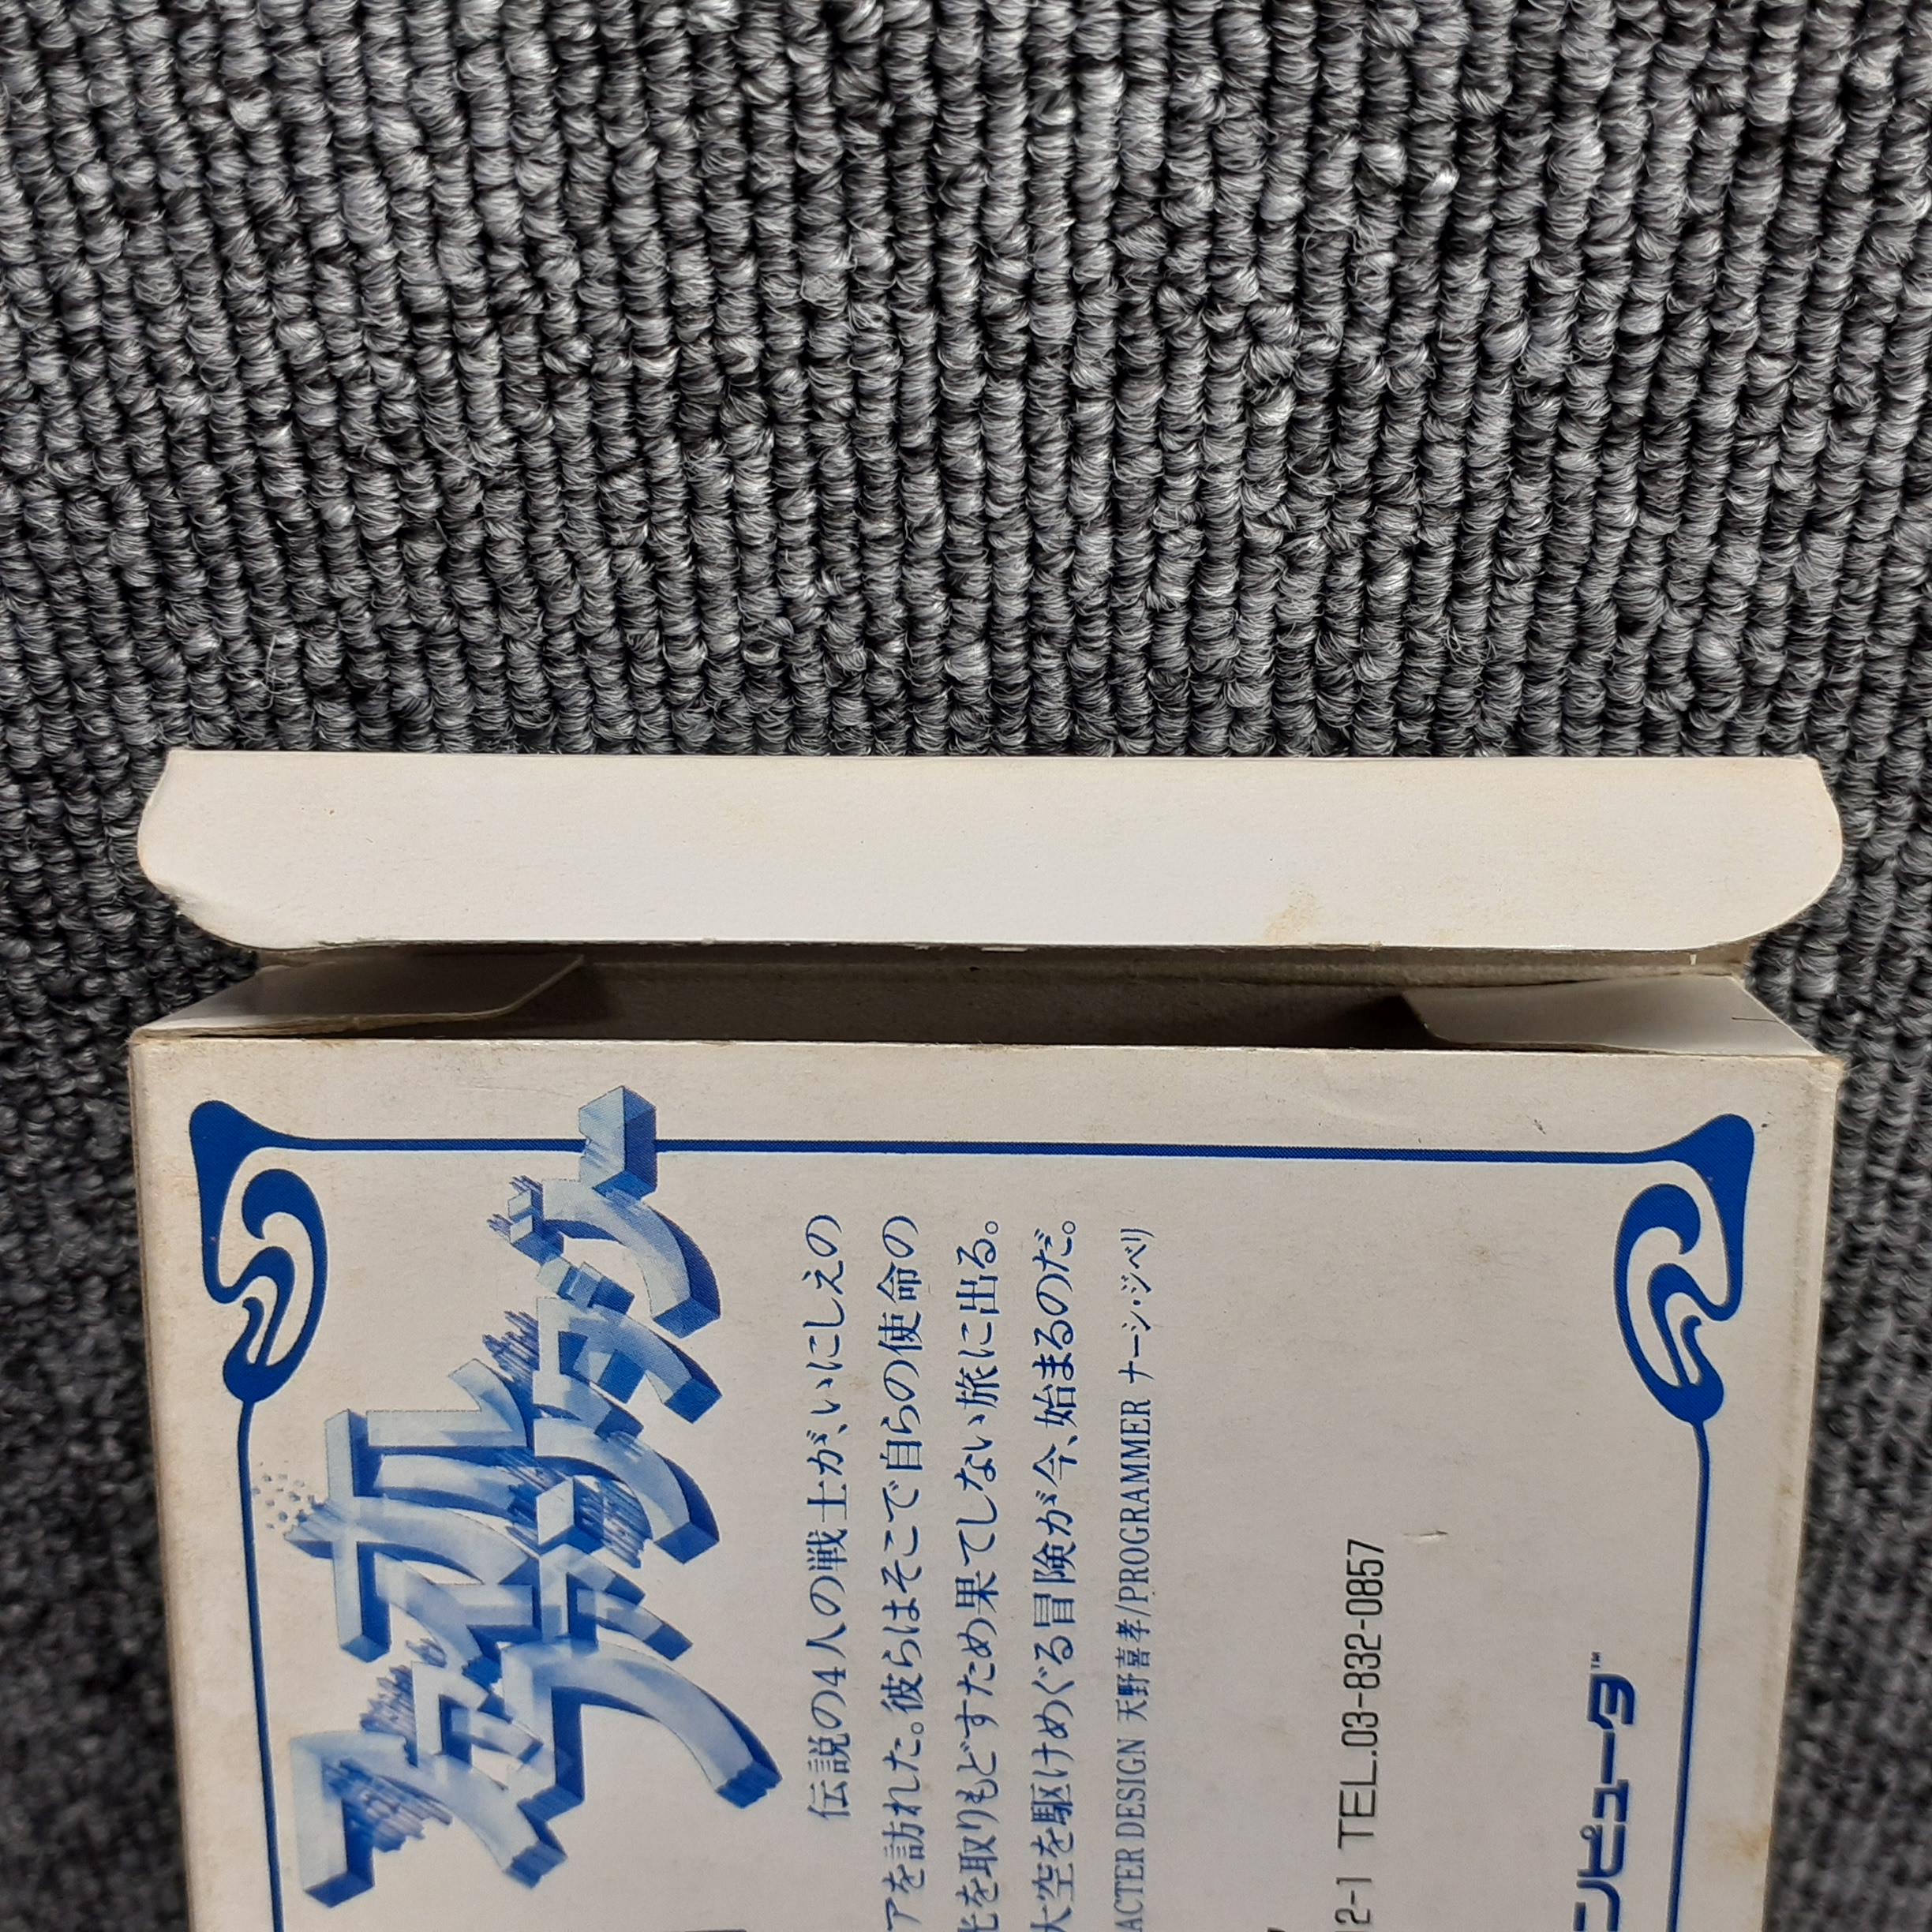 ファイナル
ファンタジー
伝説の4人の戦士が、いにしえの
アを訪れた。彼らはそこで自らの使命の
を取りもどすため果てしない旅に出る。
大空を駆けめぐる冒険が今、始まるのだ。
ACTER DESIGN 天野喜孝/PROGRAMMER ナーシ・ジベリ
2-1 TEL.03-832-0857
ンピュータ™